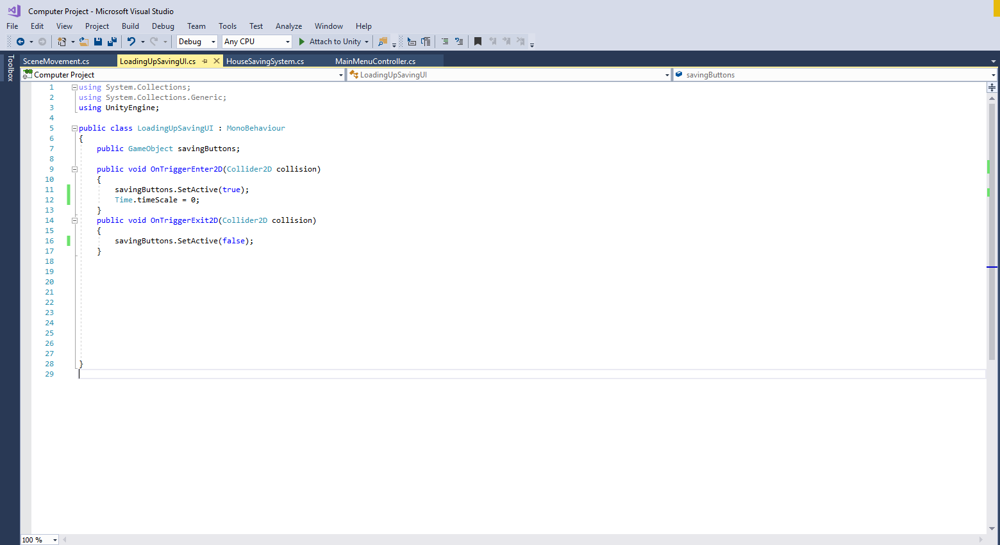 Computer Project - Microsoft Visual Studio
File Edit View Project Build Debug Team Tools Test Analyze Window Help
Debug Any CPU Attach to Unity
Toolbox
SceneMovement.cs LoadingUpSavingUI.cs HouseSavingSystem.cs MainMenuController.cs
Computer Project LoadingUpSavingUI savingButtons
1 using System.Collections;
2 using System.Collections.Generic;
3 using UnityEngine;
4
5 public class LoadingUpSavingUI : MonoBehaviour
6 {
7 public GameObject savingButtons;
8
9 public void OnTriggerEnter2D(Collider2D collision)
10 {
11 savingButtons.SetActive(true);
12 Time.timeScale = 0;
13 }
14 public void OnTriggerExit2D(Collider2D collision)
15 {
16 savingButtons.SetActive(false);
17 }
18
19
20
21
22
23
24
25
26
27
28 }
29
100 %